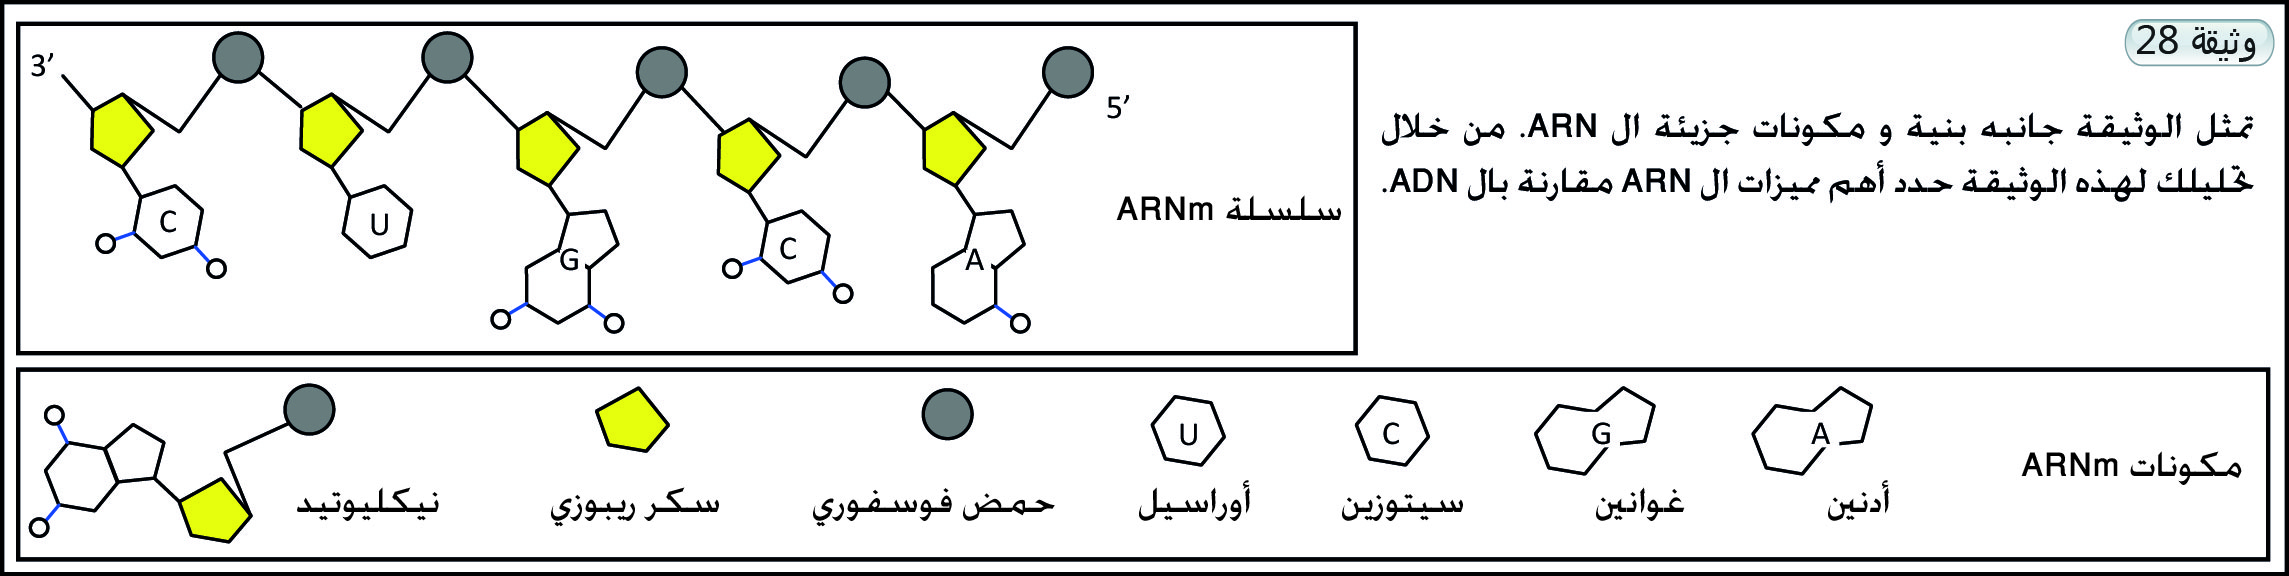 وثيقة 28
تمثل الوثيقة جانبه بنية و مكونات جزيئة ال ARN. من خلال
تحليلك لهذه الوثيقة حدد أهم مميزات ال ARN مقارنة بال ADN.
3’
5’
سلسلة ARNm
C
U
G
C
A
مكونات ARNm
A
G
C
U
أدنين
غوانين
سيتوزين
أوراسيل
حمض فوسفوري
سكر ريبوزي
نيكليوتيد